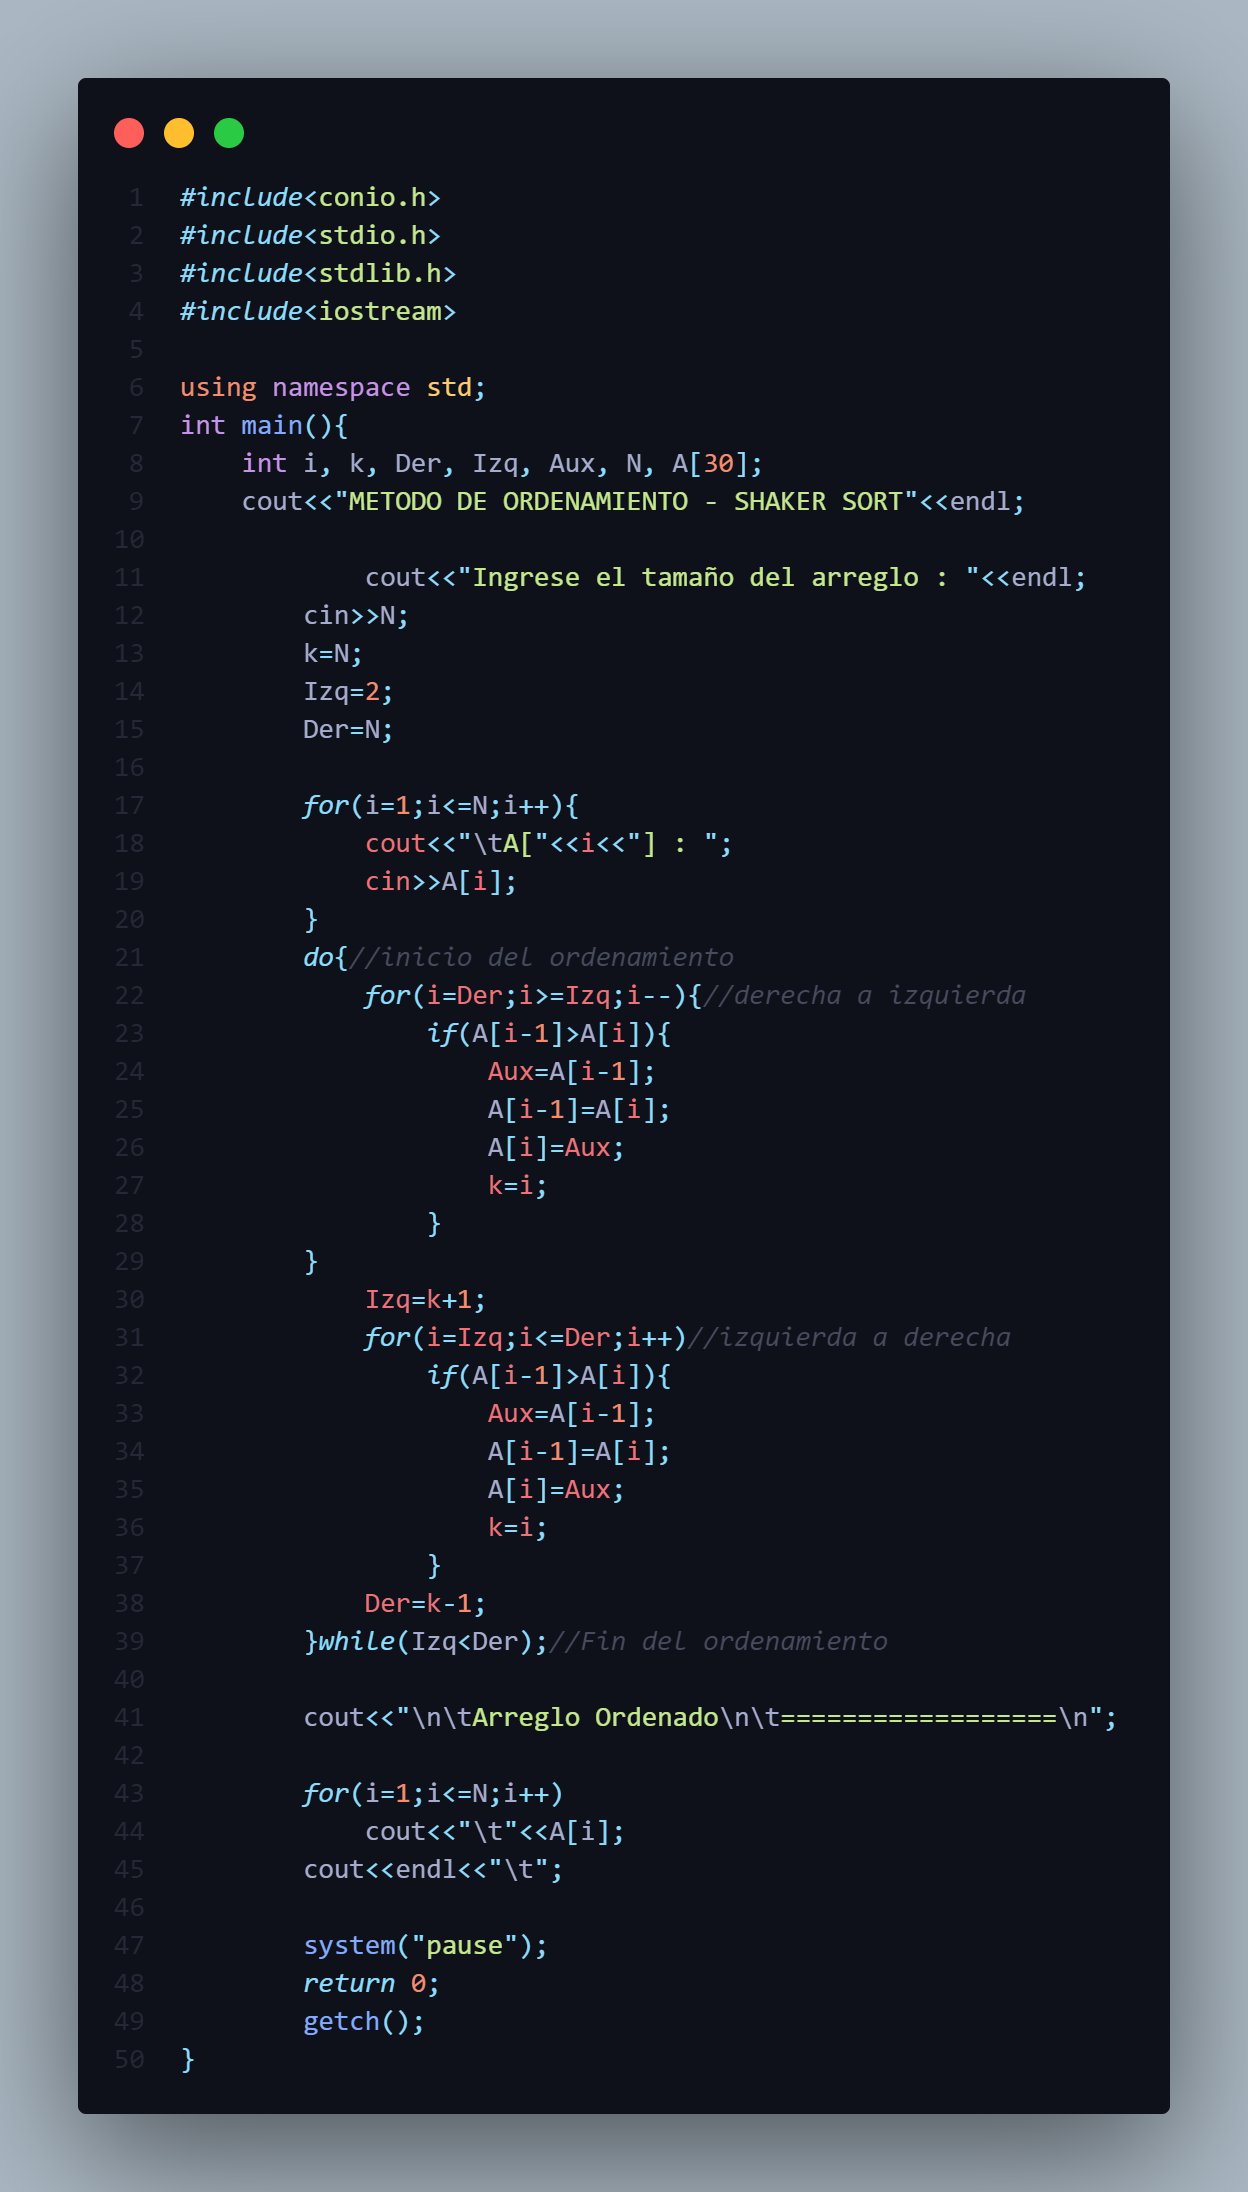 1 #include<conio.h>
2 #include<stdio.h>
3 #include<stdlib.h>
4 #include<iostream>
5
6 using namespace std;
7 int main(){
8     int i, k, Der, Izq, Aux, N, A[30];
9     cout<<"METODO DE ORDENAMIENTO - SHAKER SORT"<<endl;
10
11             cout<<"Ingrese el tamaño del arreglo : "<<endl;
12         cin>>N;
13         k=N;
14         Izq=2;
15         Der=N;
16
17         for(i=1;i<=N;i++){
18             cout<<"\tA["<<i<<"] : ";
19             cin>>A[i];
20         }
21         do{//inicio del ordenamiento
22             for(i=Der;i>=Izq;i--){//derecha a izquierda
23                 if(A[i-1]>A[i]){
24                     Aux=A[i-1];
25                     A[i-1]=A[i];
26                     A[i]=Aux;
27                     k=i;
28                 }
29         }
30             Izq=k+1;
31             for(i=Izq;i<=Der;i++)//izquierda a derecha
32                 if(A[i-1]>A[i]){
33                     Aux=A[i-1];
34                     A[i-1]=A[i];
35                     A[i]=Aux;
36                     k=i;
37                 }
38             Der=k-1;
39         }while(Izq<Der);//Fin del ordenamiento
40
41         cout<<"\n\tArreglo Ordenado\n\t==================\n";
42
43         for(i=1;i<=N;i++)
44             cout<<"\t"<<A[i];
45         cout<<endl<<"\t";
46
47         system("pause");
48         return 0;
49         getch();
50 }